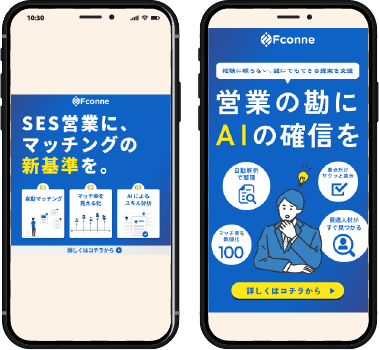 10:30
Fconne
SES営業に、
マッチングの
新基準を。
01
02
03
自動マッチング
マッチ率を
見える化
AIによる
スキル分析
詳しくはコチラから
Fconne
経験に頼らない、誰にでもできる提案を支援
営業の勘に
AIの確信を
自動解析
で整理
要点だけ
サクッと表示
マッチ率を
数値化
100
最適人材が
すぐ見つかる
詳しくはコチラから